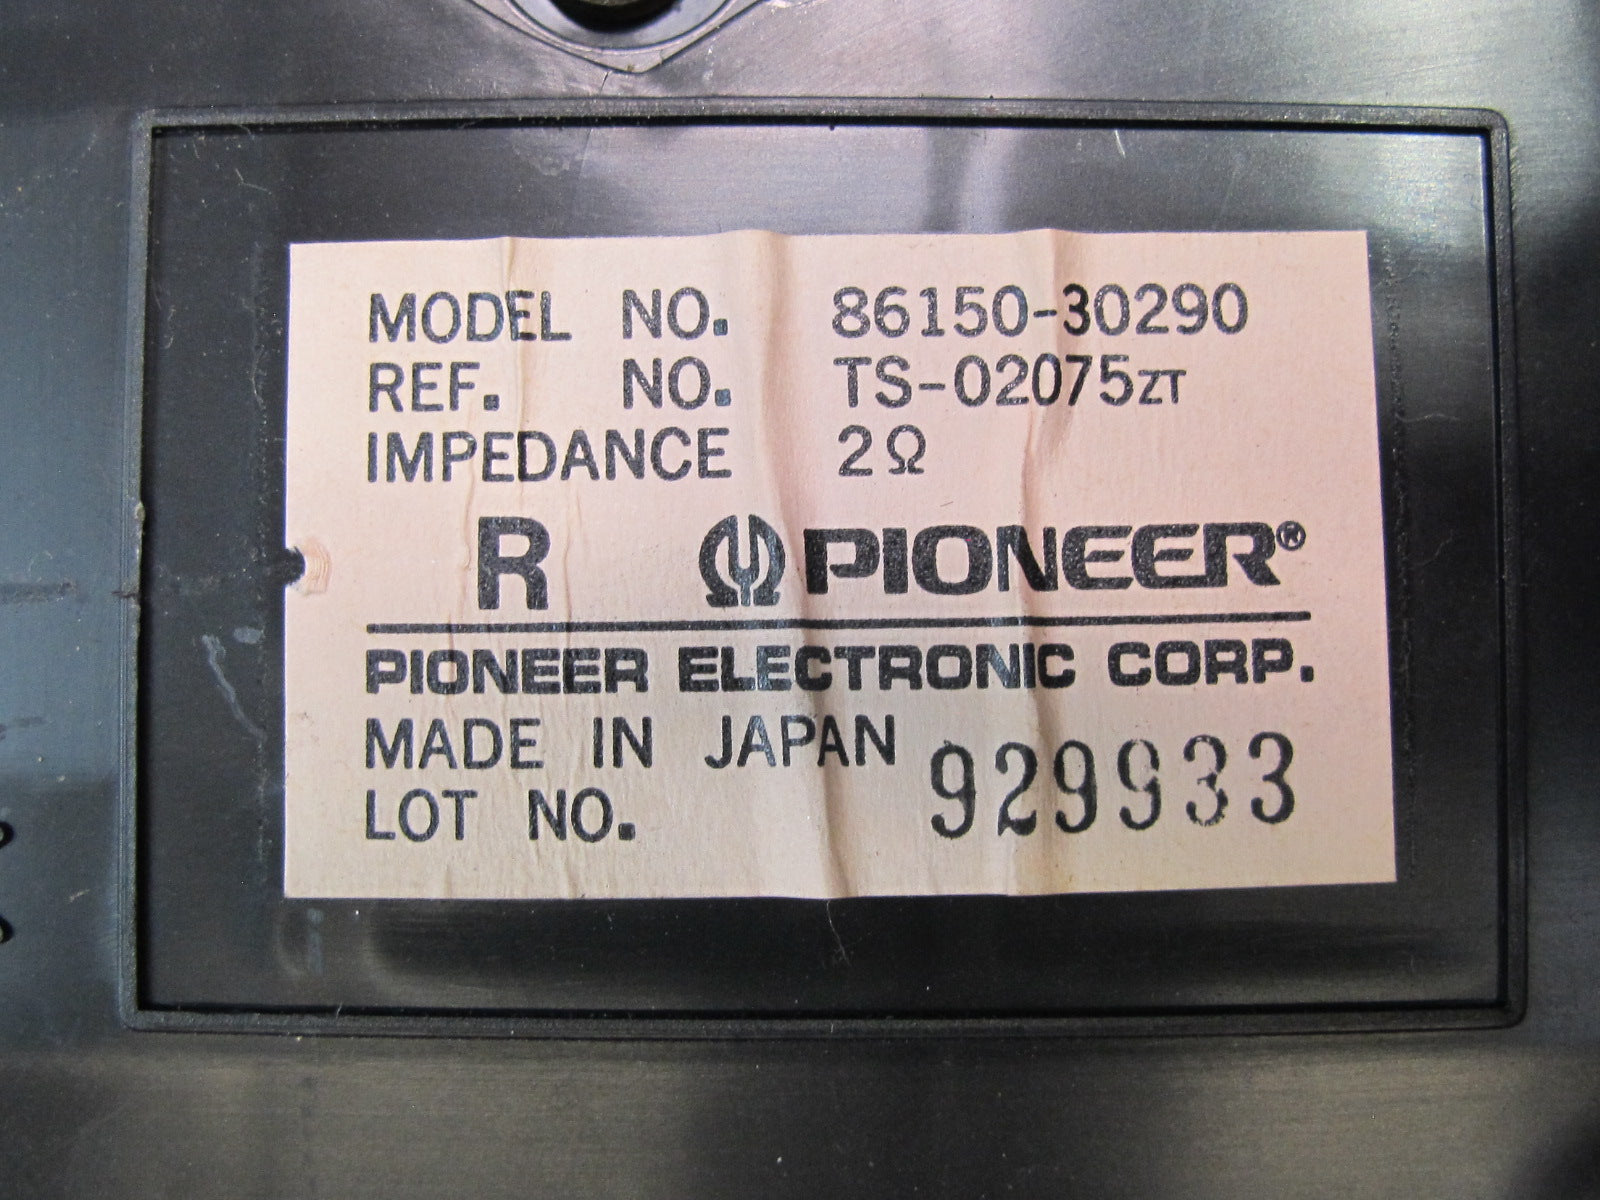 MODEL NO. 86150-30290
REF. NO. TS-02075ZT
IMPEDANCE 2Ω
R PIONEER®
PIONEER ELECTRONIC CORP.
MADE IN JAPAN
LOT NO. 929933